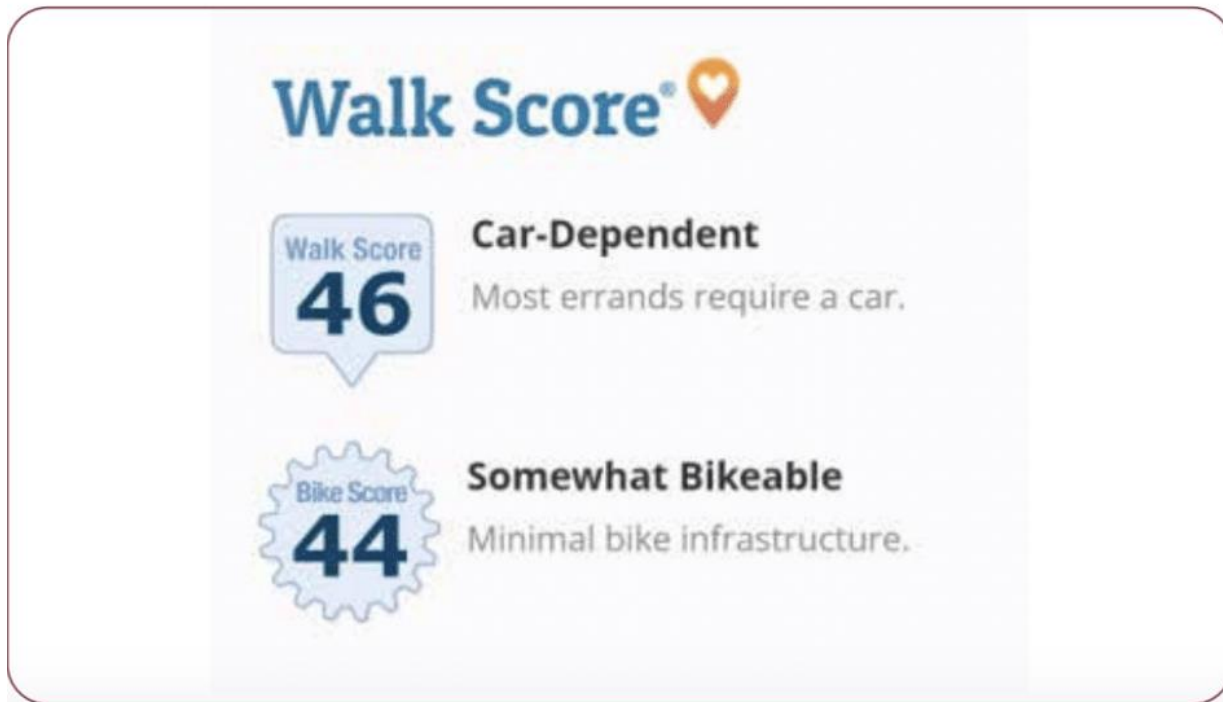 Walk Score®
Walk Score
46
Car-Dependent
Most errands require a car.
Bike Score
44
Somewhat Bikeable
Minimal bike infrastructure.